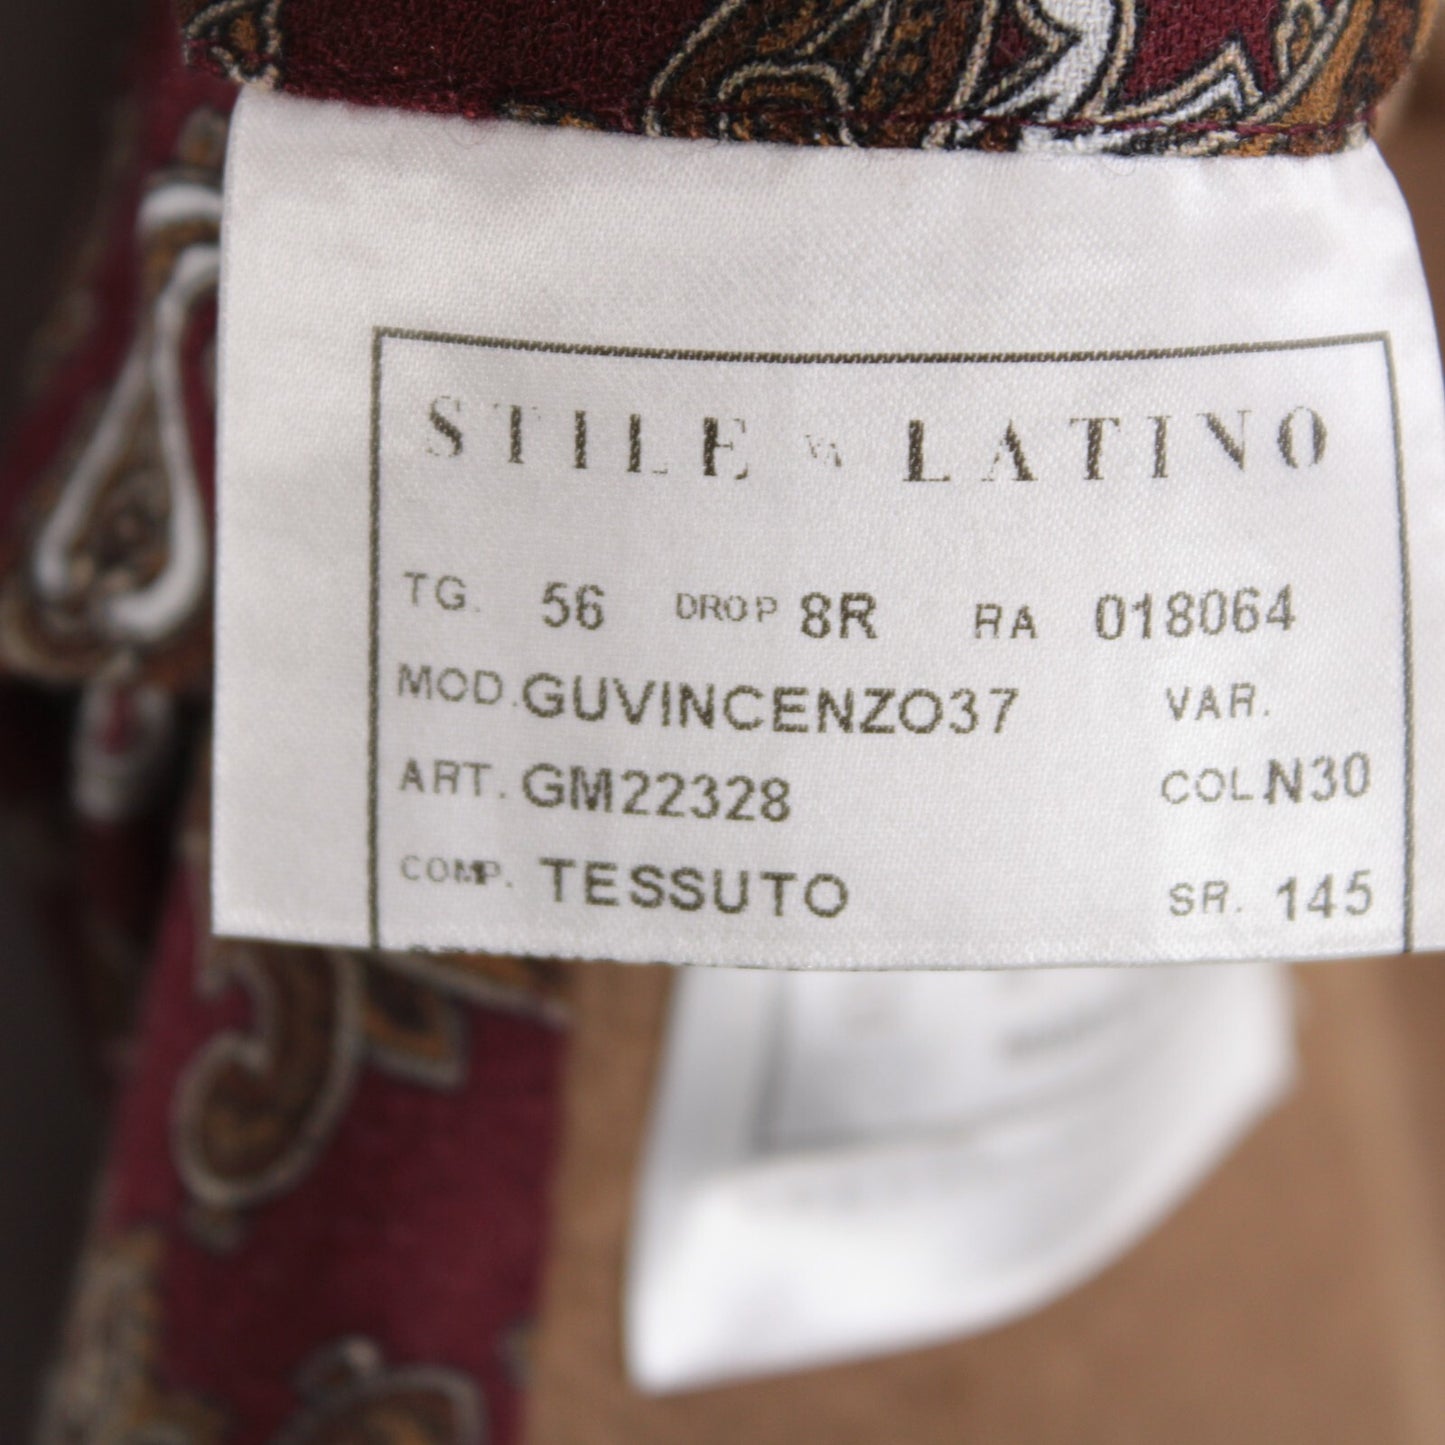 STILE LATINO
TG. 56 DROP 8R RA 018064
MOD. GUVINCENZO37 VAR.
ART. GM22328 COL. N30
COMP. TESSUTO SR. 145